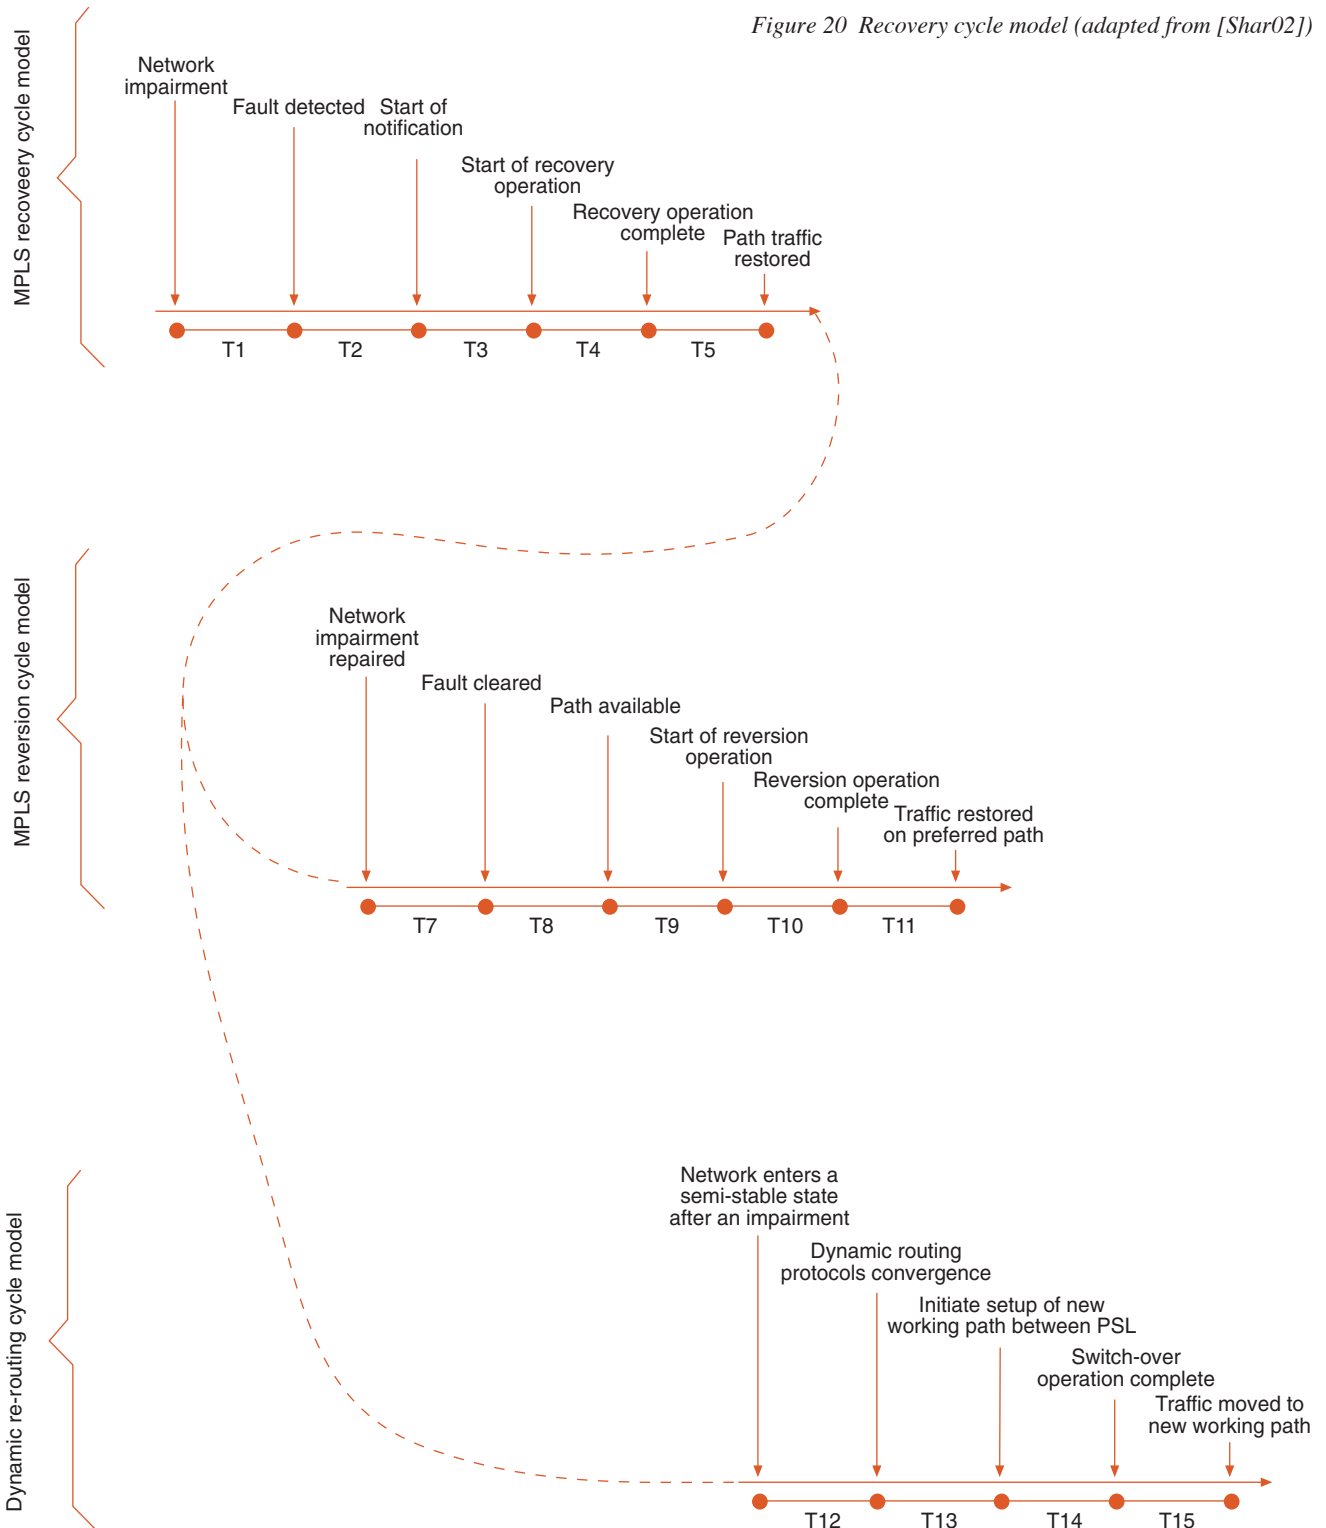 Figure 20 Recovery cycle model (adapted from [Shar02])
MPLS recoveery cycle model
Network
impairment
Fault detected
Start of
notification
Start of recovery
operation
Recovery operation
complete
Path traffic
restored
T1
T2
T3
T4
T5
MPLS reversion cycle model
Network
impairment
repaired
Fault cleared
Path available
Start of reversion
operation
Reversion operation
complete
Traffic restored
on preferred path
T7
T8
T9
T10
T11
Dynamic re-routing cycle model
Network enters a
semi-stable state
after an impairment
Dynamic routing
protocols convergence
Initiate setup of new
working path between PSL
Switch-over
operation complete
Traffic moved to
new working path
T12
T13
T14
T15